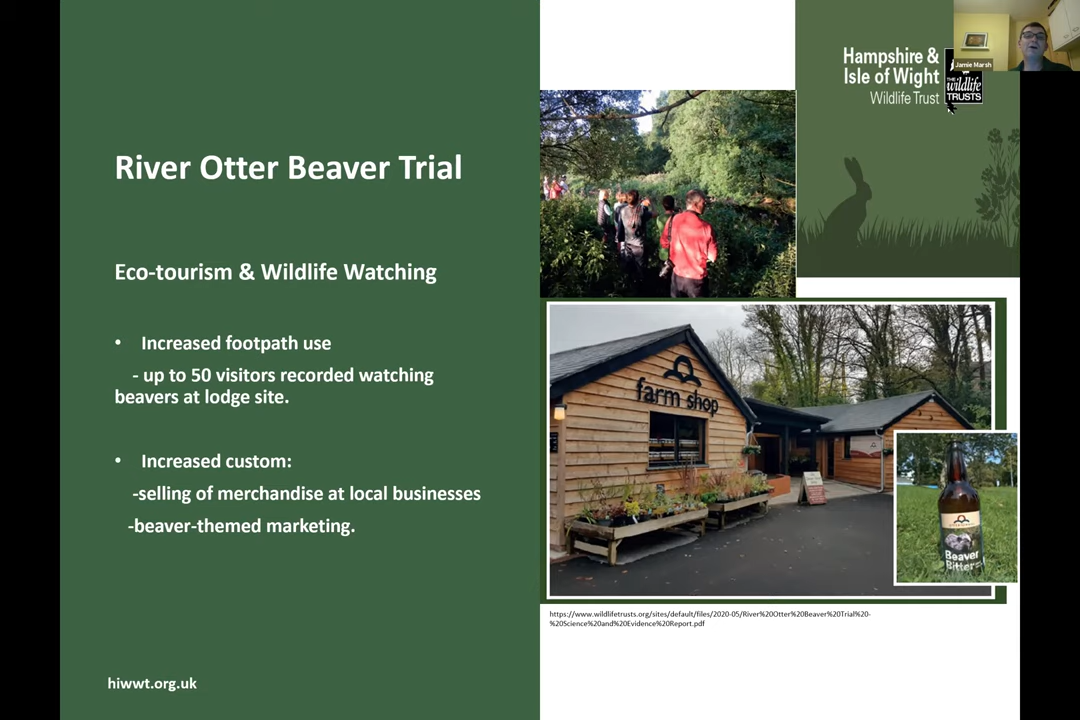 River Otter Beaver Trial
Eco-tourism & Wildlife Watching
• Increased footpath use
- up to 50 visitors recorded watching
beavers at lodge site.
• Increased custom:
-selling of merchandise at local businesses
-beaver-themed marketing.
hiwwt.org.uk
Hampshire &
Isle of Wight
Wildlife Trust
THE
wildlife
TRUSTS
Jamie Marsh
farm shop
Beaver
Bitter
https://www.wildlifetrusts.org/sites/default/files/2020-05/River%20Otter%20Beaver%20Trial%20-
%20Science%20and%20Evidence%20Report.pdf